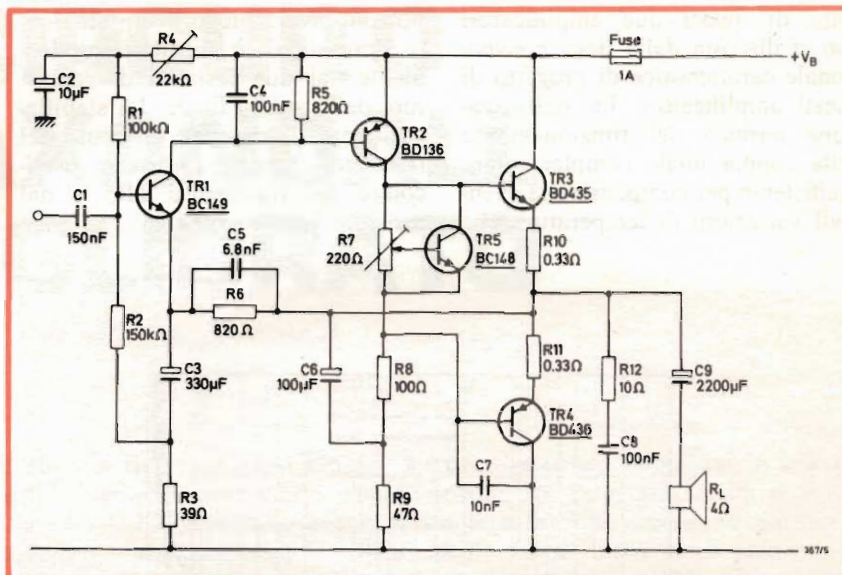 R4
22kΩ
C2
10µF
R1
100kΩ
C4
100nF
R5
820Ω
Fuse
1A
+VB
TR2
BD136
TR1
BC149
C1
150nF
TR3
BD435
C5
6.8nF
R7
220Ω
TR5
BC148
R10
0.33Ω
R6
820Ω
R2
150kΩ
C3
330µF
C6
100µF
R8
100Ω
R11
0.33Ω
R12
10Ω
C9
2200µF
TR4
BD436
C7
10nF
C8
100nF
R3
39Ω
R9
47Ω
RL
4Ω
367/5